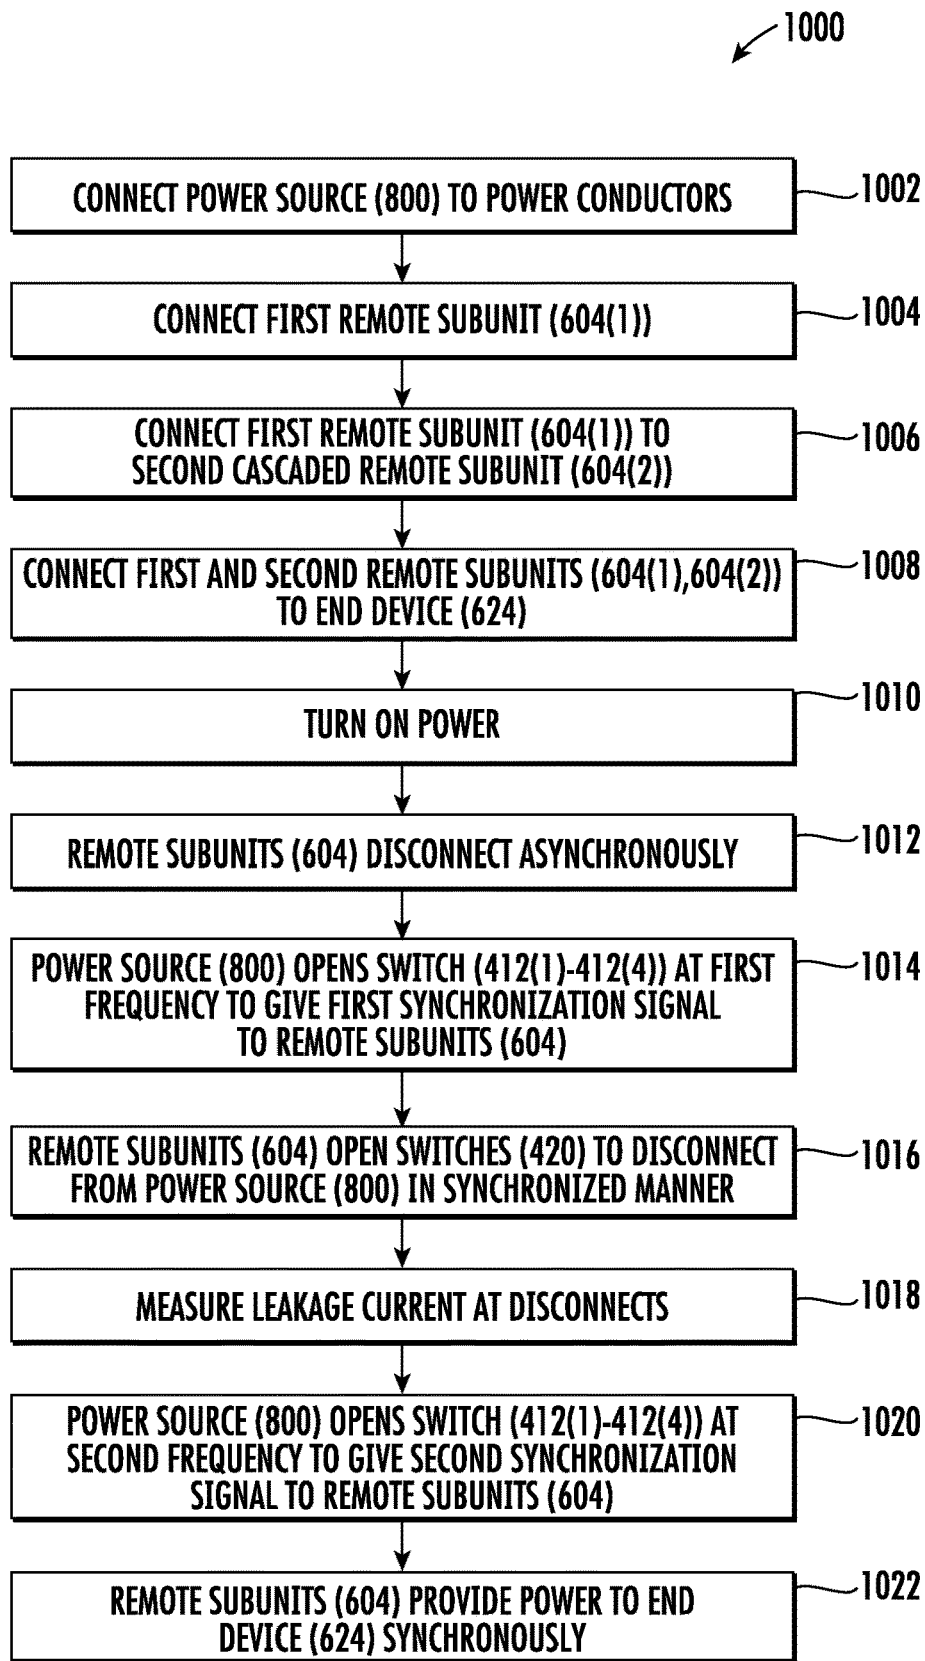 1000
CONNECT POWER SOURCE (800) TO POWER CONDUCTORS
1002
CONNECT FIRST REMOTE SUBUNIT (604(1))
1004
CONNECT FIRST REMOTE SUBUNIT (604(1)) TO
SECOND CASCADED REMOTE SUBUNIT (604(2))
1006
CONNECT FIRST AND SECOND REMOTE SUBUNITS (604(1),604(2))
TO END DEVICE (624)
1008
TURN ON POWER
1010
REMOTE SUBUNITS (604) DISCONNECT ASYNCHRONOUSLY
1012
POWER SOURCE (800) OPENS SWITCH (412(1)-412(4)) AT FIRST
FREQUENCY TO GIVE FIRST SYNCHRONIZATION SIGNAL
TO REMOTE SUBUNITS (604)
1014
REMOTE SUBUNITS (604) OPEN SWITCHES (420) TO DISCONNECT
FROM POWER SOURCE (800) IN SYNCHRONIZED MANNER
1016
MEASURE LEAKAGE CURRENT AT DISCONNECTS
1018
POWER SOURCE (800) OPENS SWITCH (412(1)-412(4)) AT
SECOND FREQUENCY TO GIVE SECOND SYNCHRONIZATION
SIGNAL TO REMOTE SUBUNITS (604)
1020
REMOTE SUBUNITS (604) PROVIDE POWER TO END
DEVICE (624) SYNCHRONOUSLY
1022